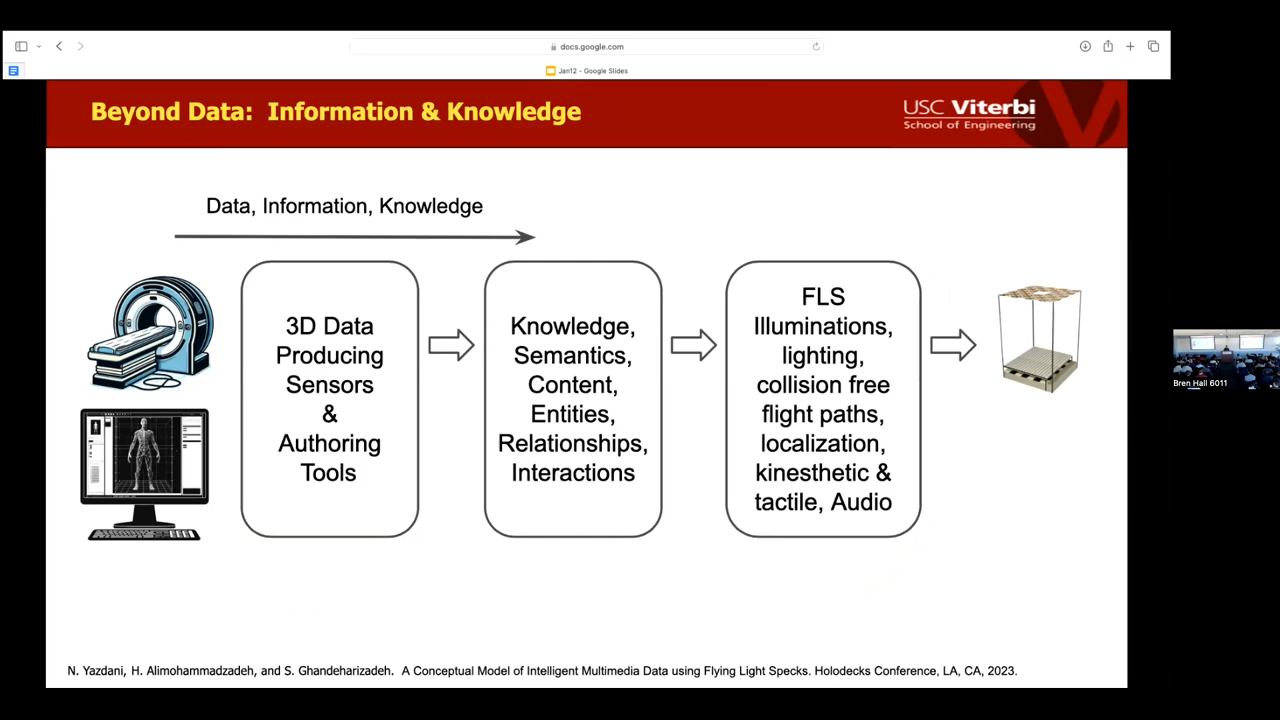 docs.google.com
Jan12 - Google Slides
Beyond Data: Information & Knowledge
USC Viterbi
School of Engineering
Data, Information, Knowledge
3D Data
Producing
Sensors
&
Authoring
Tools
Knowledge,
Semantics,
Content,
Entities,
Relationships,
Interactions
FLS
Illuminations,
lighting,
collision free
flight paths,
localization,
kinesthetic &
tactile, Audio
Bren Hall 6011
N. Yazdani, H. Alimohammadzadeh, and S. Ghandeharizadeh. A Conceptual Model of Intelligent Multimedia Data using Flying Light Specks. Holodecks Conference, LA, CA, 2023.